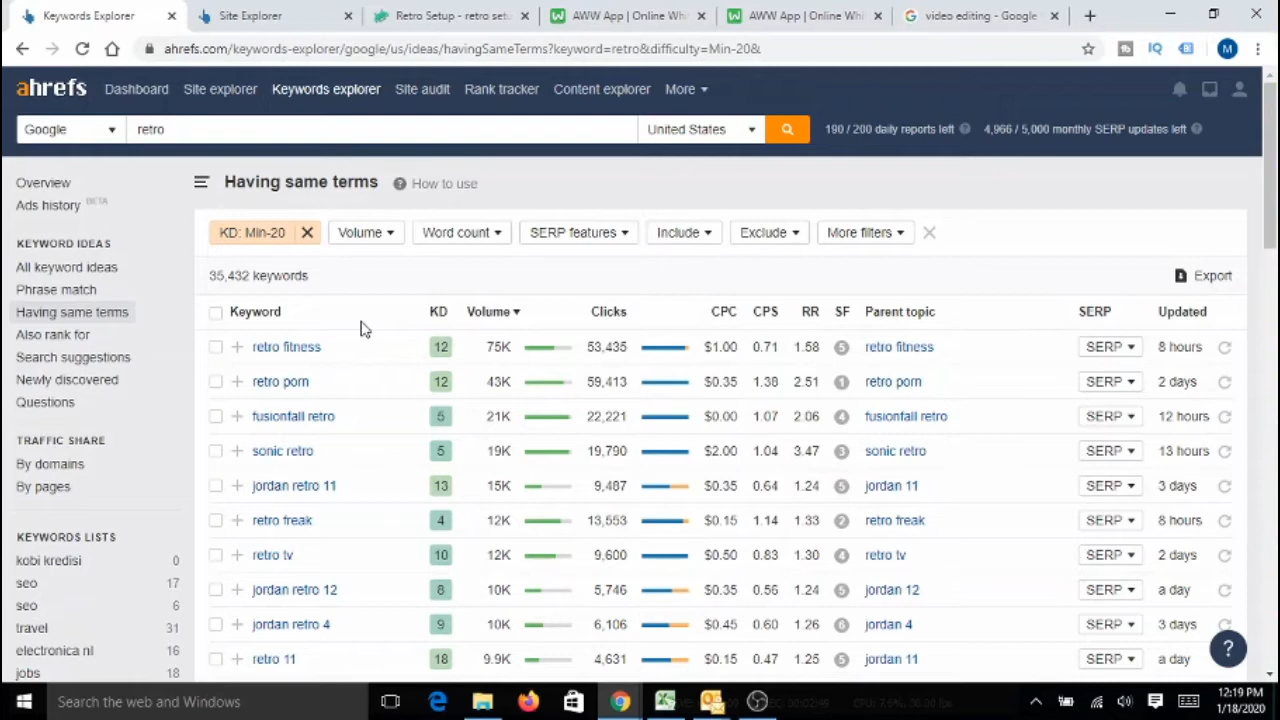 Keywords Explorer
Site Explorer
Retro Setup - retro setu
AWW App | Online Whi
AWW App | Online Whi
video editing - Google
ahrefs.com/keywords-explorer/google/us/ideas/havingSameTerms?keyword=retro&difficulty=Min-20&
IQ
M
ahrefs Dashboard Site explorer Keywords explorer Site audit Rank tracker Content explorer More
Google retro United States 190 / 200 daily reports left 4,966 / 5,000 monthly SERP updates left
Overview
Ads history BETA
KEYWORD IDEAS
All keyword ideas
Phrase match
Having same terms
Also rank for
Search suggestions
Newly discovered
Questions
TRAFFIC SHARE
By domains
By pages
KEYWORDS LISTS
kobi kredisi 0
seo 17
seo 6
travel 31
electronica nl 16
jobs 18
Having same terms ? How to use
KD: Min-20 Volume Word count SERP features Include Exclude More filters
35,432 keywords Export
Keyword KD Volume Clicks CPC CPS RR SF Parent topic SERP Updated
retro fitness 12 75K 53,435 $1.00 0.71 1.58 5 retro fitness SERP 8 hours
retro porn 12 43K 59,413 $0.35 1.38 2.51 1 retro porn SERP 2 days
fusionfall retro 5 21K 22,221 $0.00 1.07 2.06 4 fusionfall retro SERP 12 hours
sonic retro 5 19K 19,790 $2.00 1.04 3.47 3 sonic retro SERP 13 hours
jordan retro 11 13 15K 9,487 $0.35 0.64 1.24 5 jordan 11 SERP 3 days
retro freak 4 12K 13,553 $0.15 1.14 1.33 2 retro freak SERP 8 hours
retro tv 10 12K 9,600 $0.50 0.83 1.30 4 retro tv SERP 2 days
jordan retro 12 8 10K 5,746 $0.35 0.56 1.24 5 jordan 12 SERP a day
jordan retro 4 9 10K 6,106 $0.45 0.60 1.26 6 jordan 4 SERP 3 days
retro 11 18 9.9K 4,631 $0.15 0.47 1.25 5 jordan 11 SERP a day
?
Search the web and Windows
12:19 PM
1/18/2020